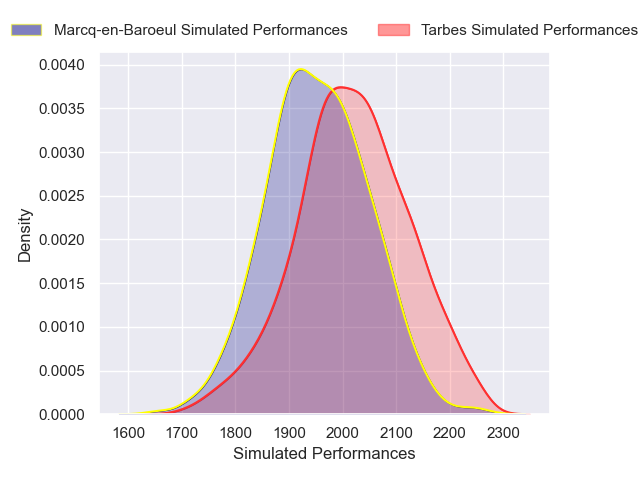 Marcq-en-Baroeul Simulated Performances
Tarbes Simulated Performances
0.0040
0.0035
0.0030
0.0025
0.0020
0.0015
0.0010
0.0005
0.0000
Density
1600 1700 1800 1900 2000 2100 2200 2300
Simulated Performances